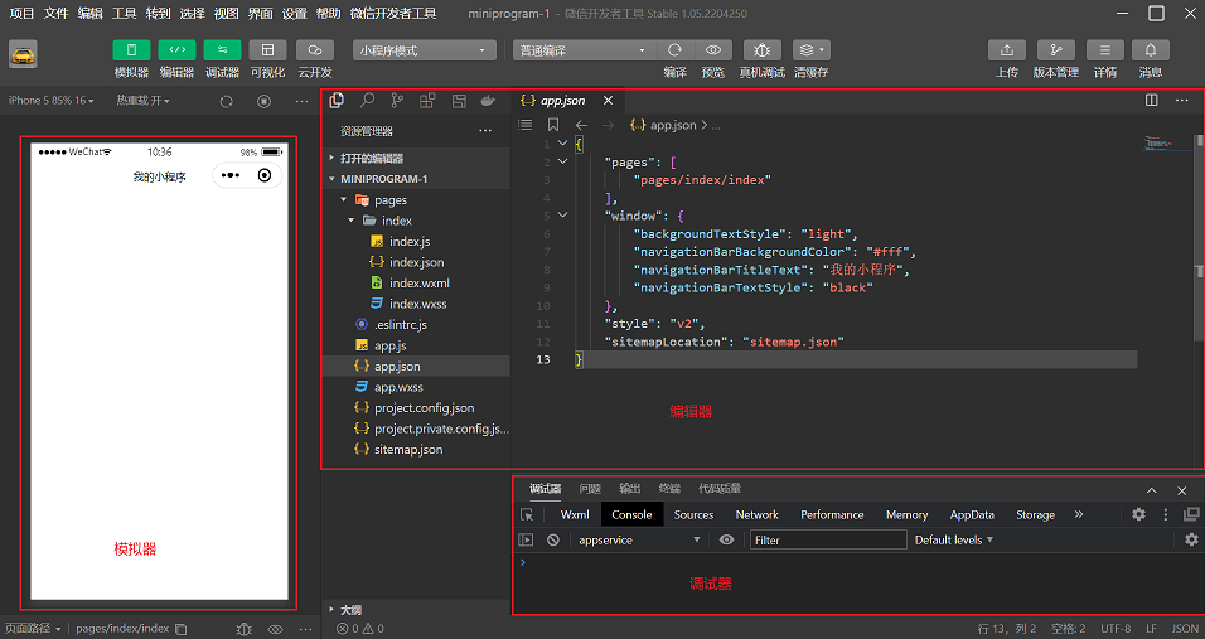 项目 文件 编辑 工具 转到 选择 视图 界面 设置 帮助 微信开发者工具 miniprogram-1 - 微信开发者工具 Stable 1.05.2204250
小程序模式 普通编译
模拟器 编辑器 调试器 可视化 云开发 编译 预览 真机调试 清缓存 上传 版本管理 详情 消息
iPhone 5 85% 16 热重载 开
WeChat 10:36 98%
我的小程序
模拟器
页面路径 pages/index/index
资源管理器
打开的编辑器
MINIPROGRAM-1
pages
index
index.js
index.json
index.wxml
index.wxss
.eslintrc.js
app.js
app.json
app.wxss
project.config.json
project.private.config.js...
sitemap.json
大纲
0 0
app.json
app.json > ...
1 {
2 "pages": [
3 "pages/index/index"
4 ],
5 "window": {
6 "backgroundTextStyle": "light",
7 "navigationBarBackgroundColor": "#fff",
8 "navigationBarTitleText": "我的小程序",
9 "navigationBarTextStyle": "black"
10 },
11 "style": "v2",
12 "sitemapLocation": "sitemap.json"
13 }
编辑器
调试器 问题 输出 终端 代码质量
Wxml Console Sources Network Performance Memory AppData Storage »
appservice Filter Default levels
调试器
行 13，列 2 空格: 2 UTF-8 LF JSON